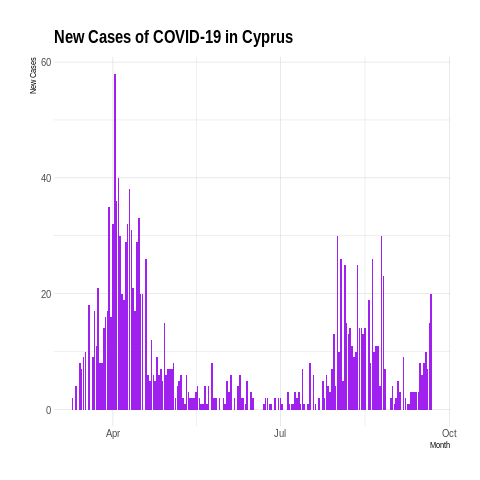 New Cases of COVID-19 in Cyprus
New Cases
60
40
20
0
Apr
Jul
Oct
Month